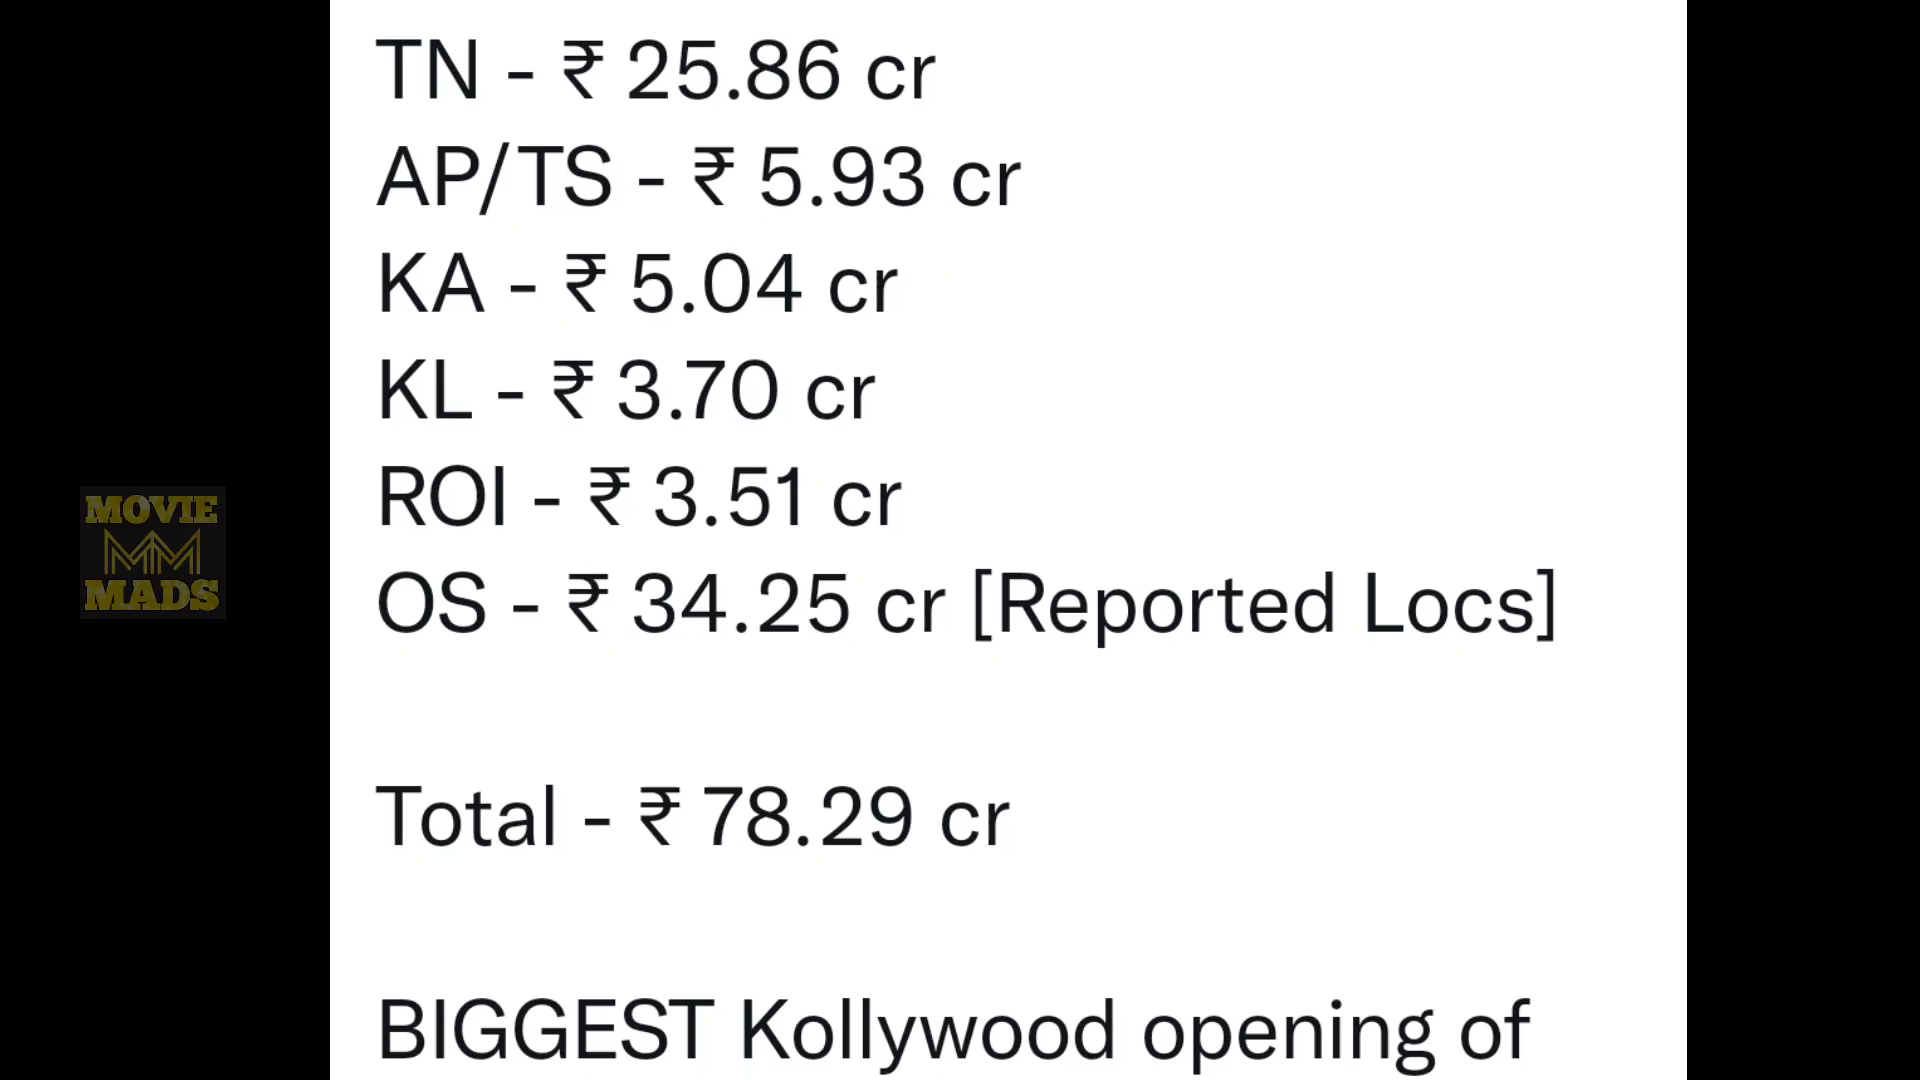 TN - ₹ 25.86 cr
AP/TS - ₹ 5.93 cr
KA - ₹ 5.04 cr
KL - ₹ 3.70 cr
ROI - ₹ 3.51 cr
OS - ₹ 34.25 cr [Reported Locs]
Total - ₹ 78.29 cr
BIGGEST Kollywood opening of
MOVIE
MM
MADS